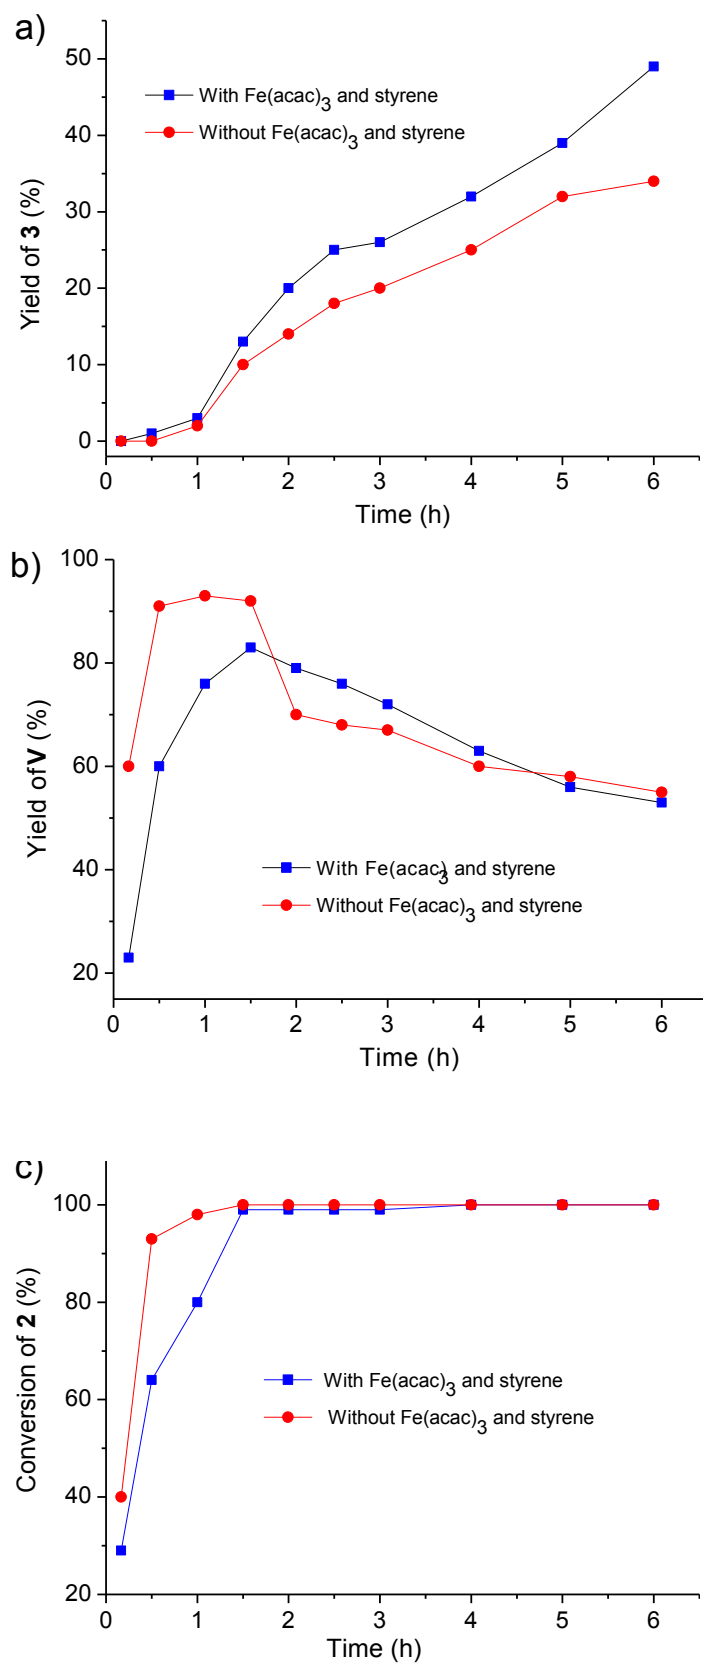 a)
50
40
30
20
10
0
Yield of 3 (%)
With Fe(acac)3 and styrene
Without Fe(acac)3 and styrene
0 1 2 3 4 5 6
Time (h)
b)
100
80
60
40
20
Yield of V (%)
With Fe(acac)3 and styrene
Without Fe(acac)3 and styrene
0 1 2 3 4 5 6
Time (h)
c)
100
80
60
40
20
Conversion of 2 (%)
With Fe(acac)3 and styrene
Without Fe(acac)3 and styrene
0 1 2 3 4 5 6
Time (h)